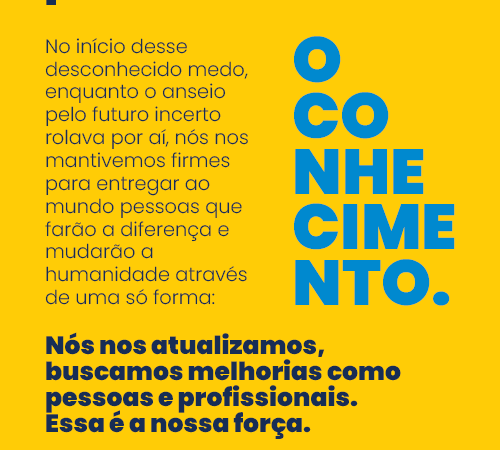 No início desse
desconhecido medo,
enquanto o anseio
pelo futuro incerto
rolava por aí, nós nos
mantivemos firmes
para entregar ao
mundo pessoas que
farão a diferença e
mudarão a
humanidade através
de uma só forma:
O
CO
NHE
CIME
NTO.
Nós nos atualizamos,
buscamos melhorias como
pessoas e profissionais.
Essa é a nossa força.